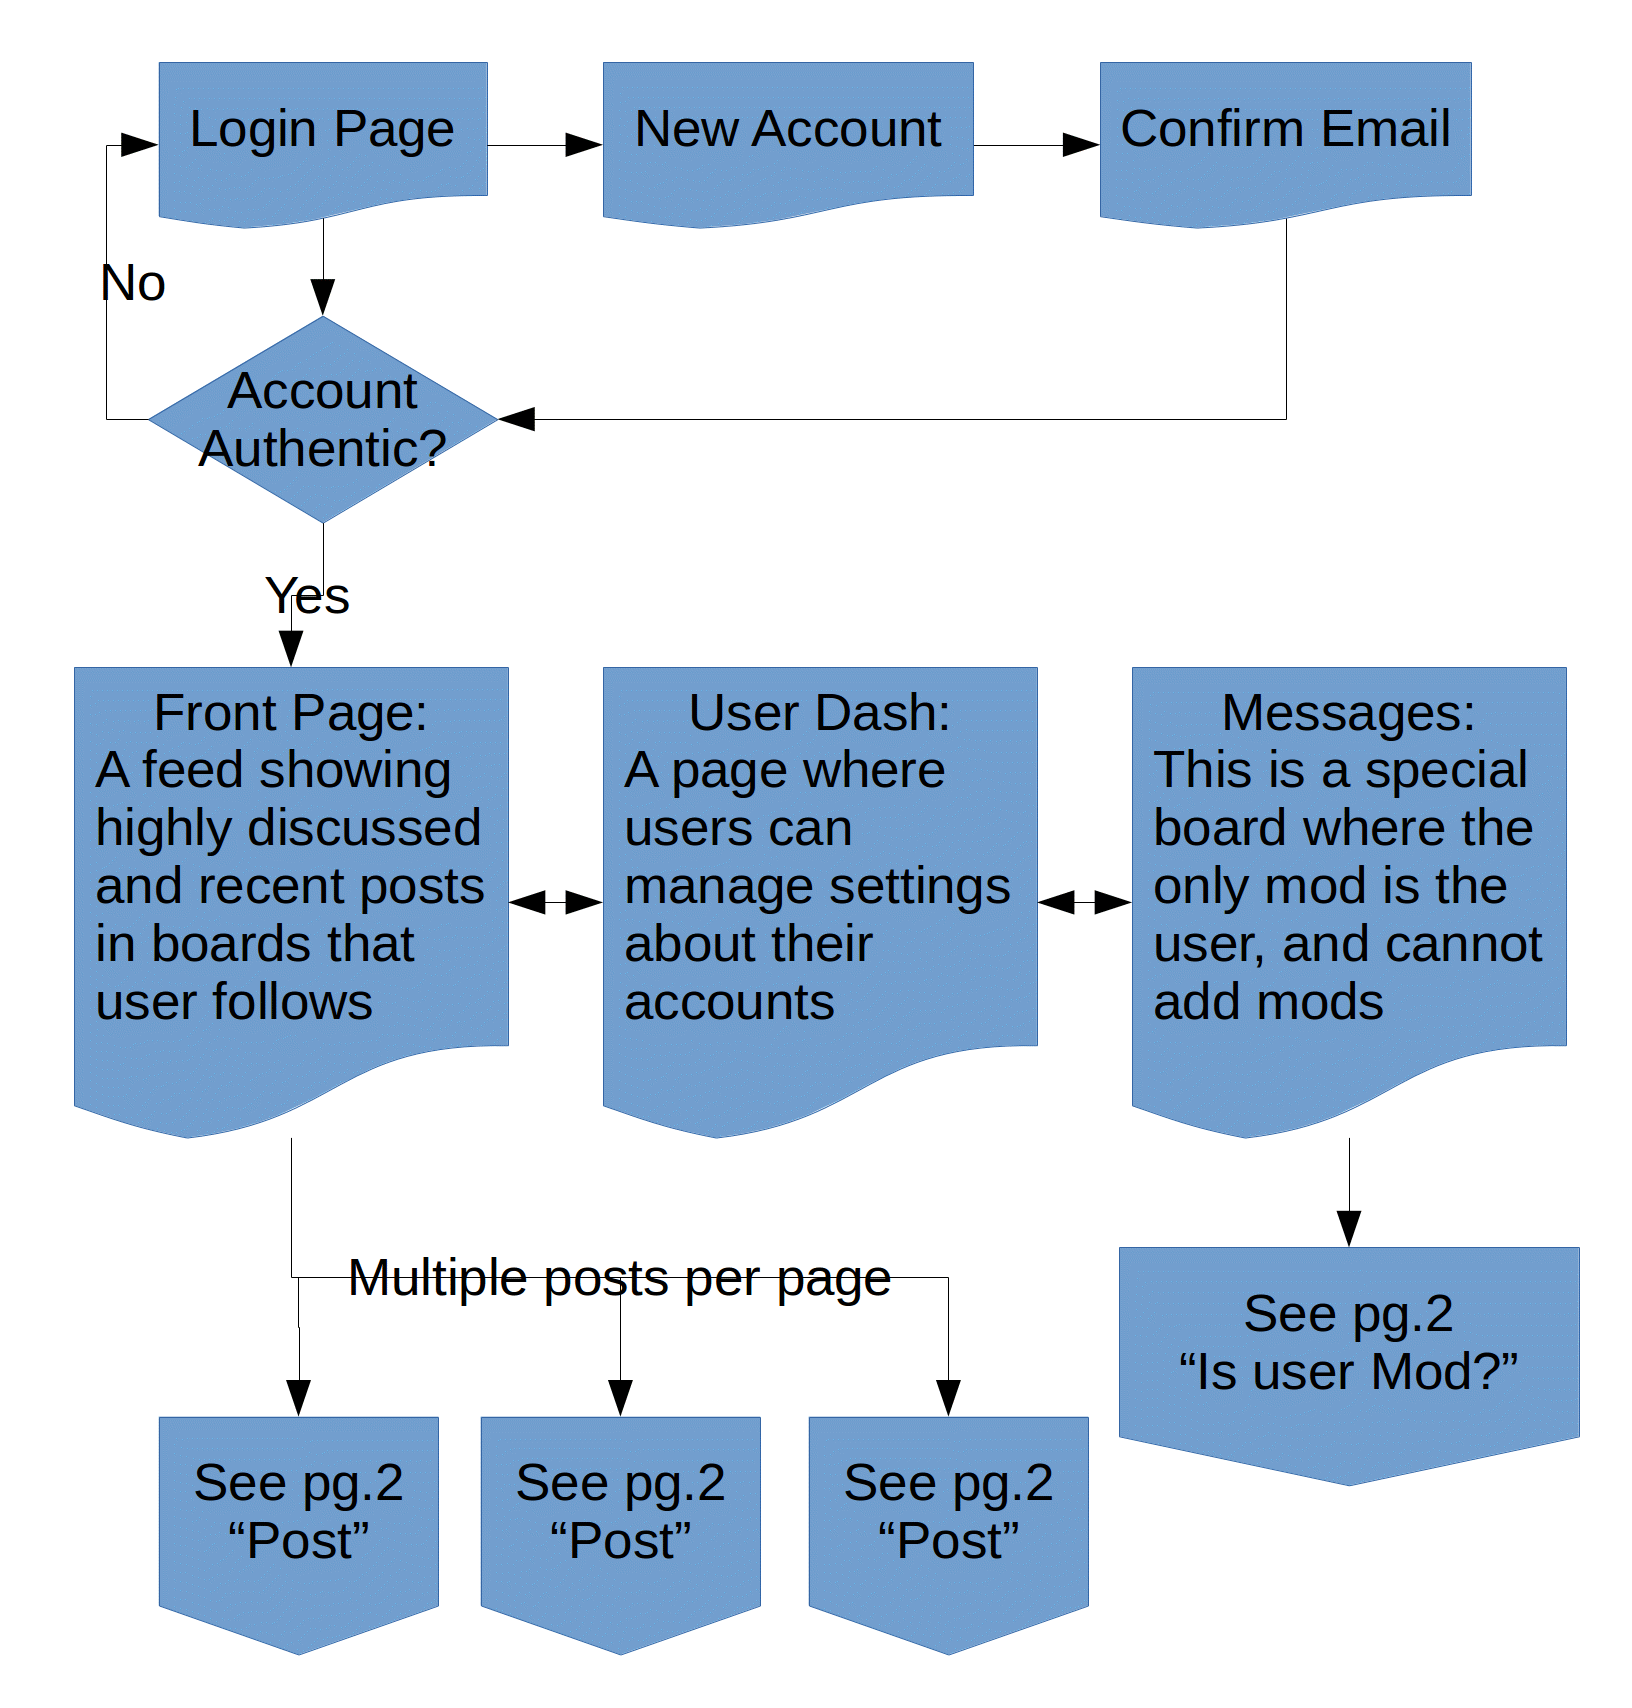 Login Page
New Account
Confirm Email
No
Account
Authentic?
Yes
Front Page:
A feed showing
highly discussed
and recent posts
in boards that
user follows
User Dash:
A page where
users can
manage settings
about their
accounts
Messages:
This is a special
board where the
only mod is the
user, and cannot
add mods
Multiple posts per page
See pg.2
“Is user Mod?”
See pg.2
“Post”
See pg.2
“Post”
See pg.2
“Post”